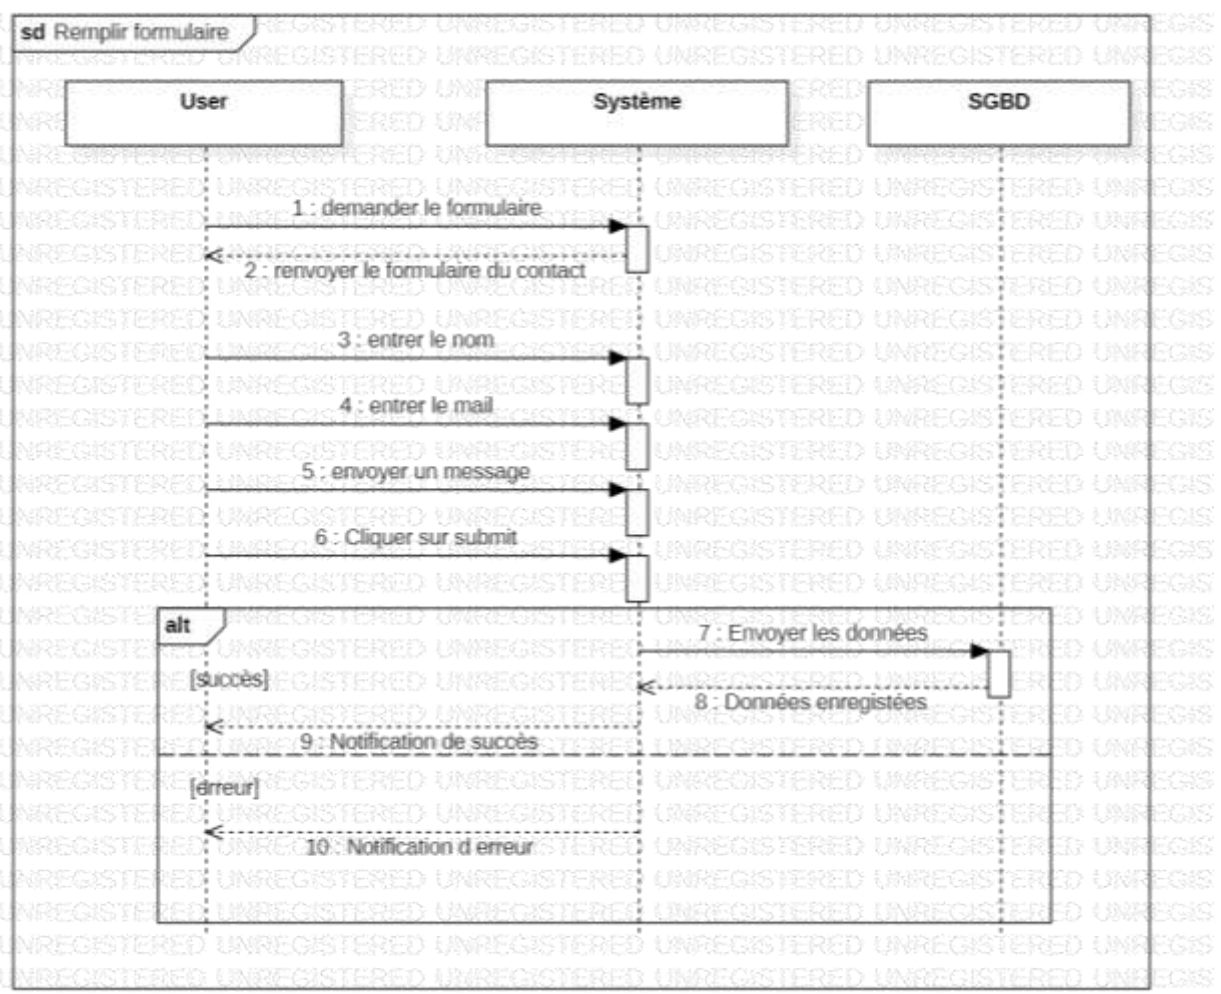 sd Remplir formulaire
User
Système
SGBD
1 : demander le formulaire
2 : renvoyer le formulaire du contact
3 : entrer le nom
4 : entrer le mail
5 : envoyer un message
6 : Cliquer sur submit
alt
7 : Envoyer les données
[succès]
8 : Données enregistées
9 : Notification de succès
[erreur]
10 : Notification d erreur
UNREGISTERED